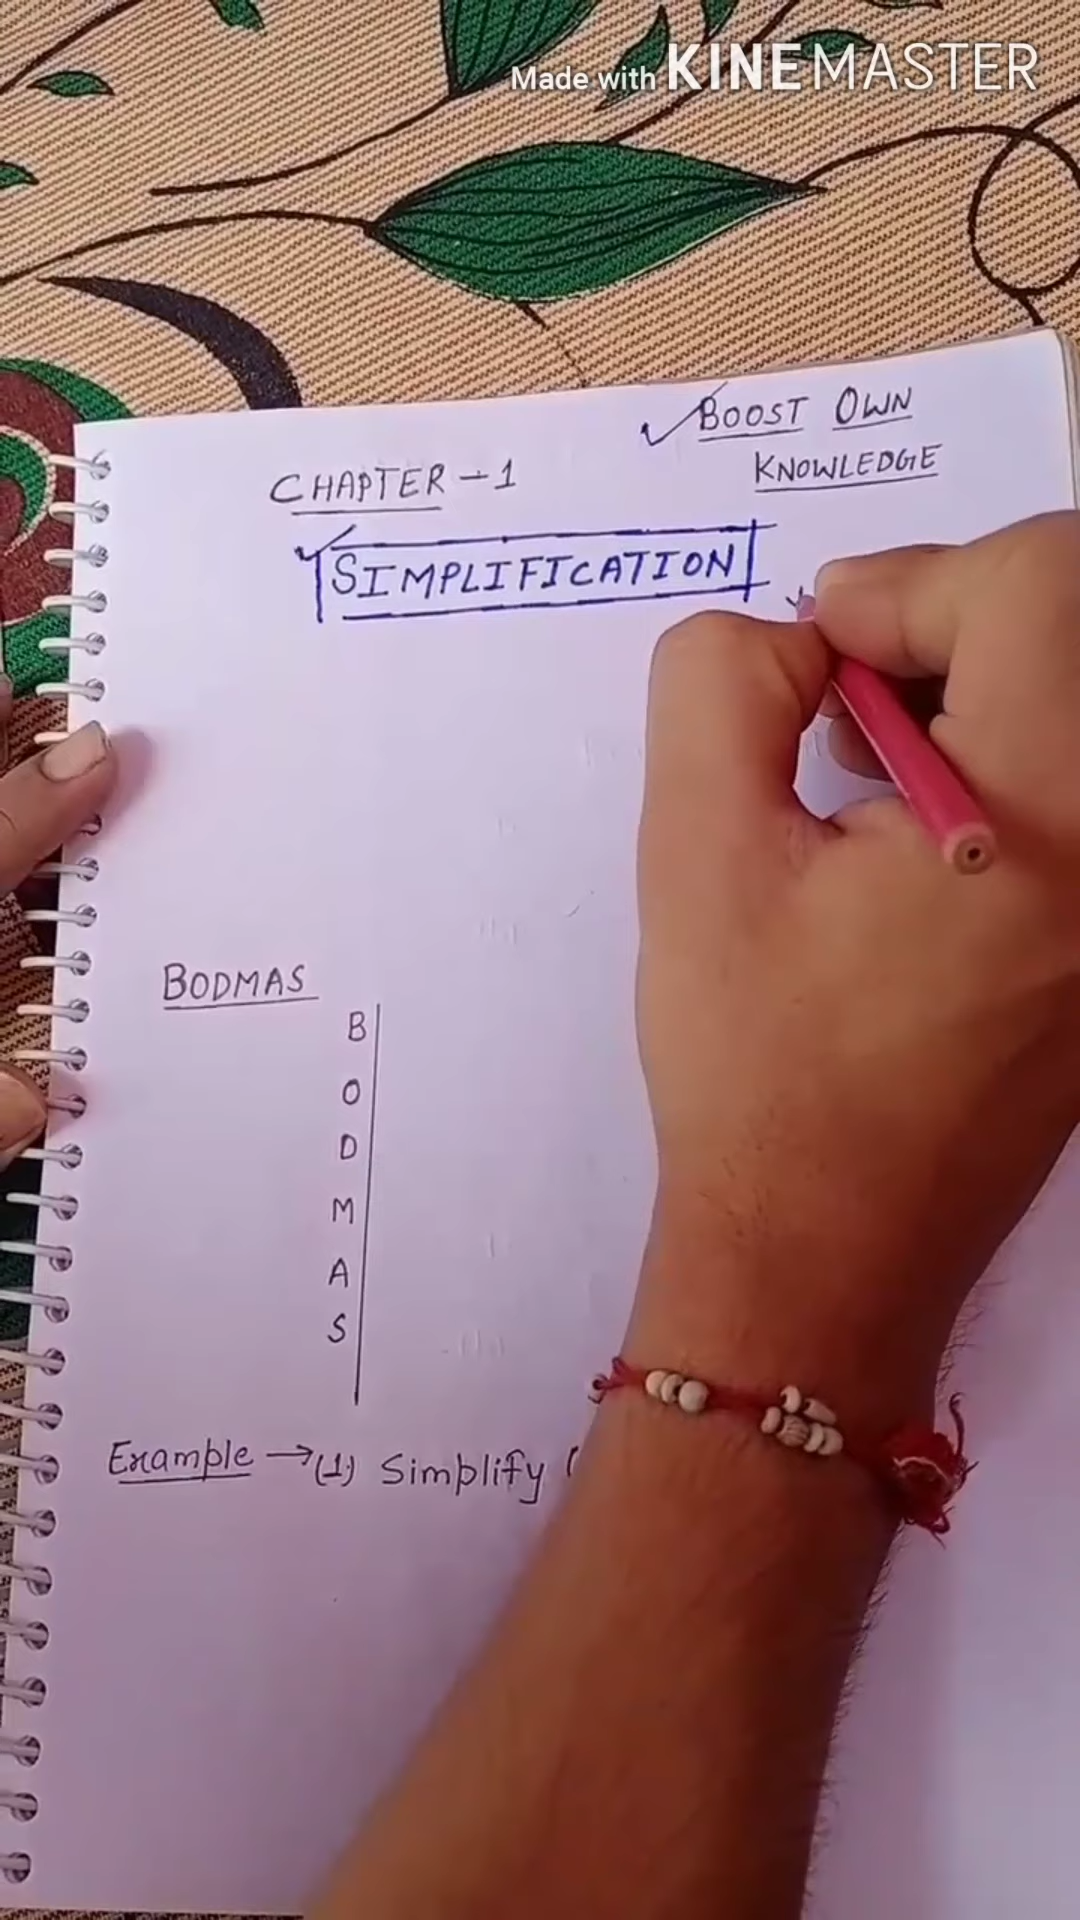 Made with KINEMASTER
BOOST OWN
KNOWLEDGE
CHAPTER-1
SIMPLIFICATION
BODMAS
B
O
D
M
A
S
Example → (1) Simplify (